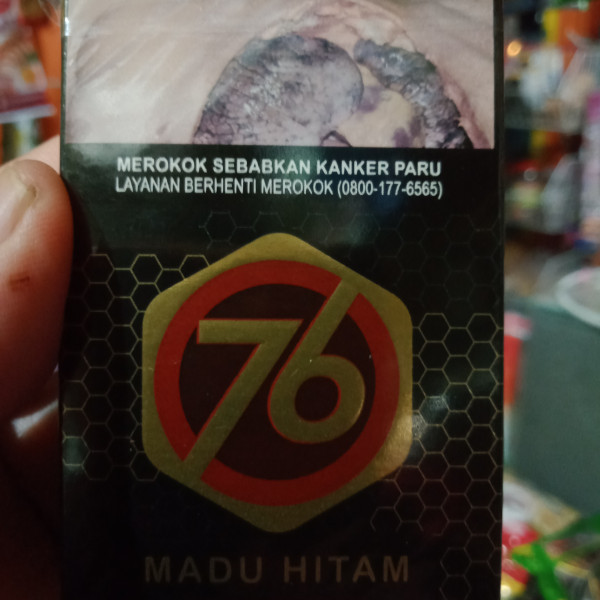 MEROKOK SEBABKAN KANKER PARU
LAYANAN BERHENTI MEROKOK (0800-177-6565)
76
MADU HITAM